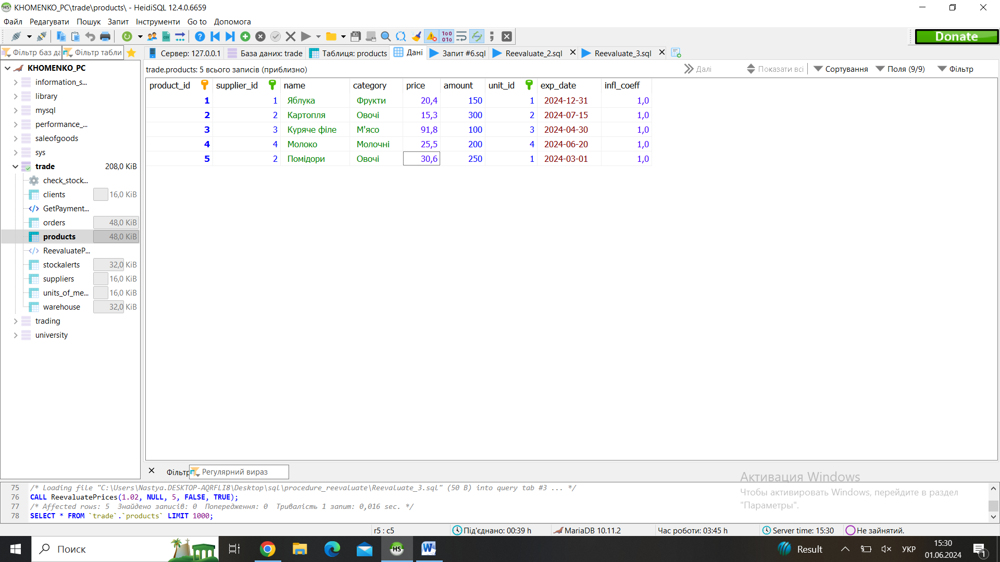 KHOMENKO_PC\trade\products\ - HeidiSQL 12.4.0.6659
Файл Редагувати Пошук Запит Інструменти Go to Допомога
Donate
Фільтр баз да Фільтр табли
Сервер: 127.0.0.1 База даних: trade Таблиця: products Дані Запит #6.sql Reevaluate_2.sql Reevaluate_3.sql
trade.products: 5 всього записів (приблизно) Далі Показати всі Сортування Поля (9/9) Фільтр
KHOMENKO_PC
information_s...
library
mysql
performance_...
saleofgoods
sys
trade 208,0 KiB
check_stock...
clients 16,0 KiB
GetPayment...
orders 48,0 KiB
products 48,0 KiB
ReevaluateP...
stockalerts 32,0 KiB
suppliers 16,0 KiB
units_of_me... 16,0 KiB
warehouse 32,0 KiB
trading
university
product_id supplier_id name category price amount unit_id exp_date infl_coeff
1 1 Яблука Фрукти 20,4 150 1 2024-12-31 1,0
2 2 Картопля Овочі 15,3 300 2 2024-07-15 1,0
3 3 Куряче філе М'ясо 91,8 100 3 2024-04-30 1,0
4 4 Молоко Молочні 25,5 200 4 2024-06-20 1,0
5 2 Помідори Овочі 30,6 250 1 2024-03-01 1,0
Фільтр Регулярний вираз
Активация Windows
Чтобы активировать Windows, перейдите в раздел
"Параметры".
75 /* Loading file "C:\Users\Nastya.DESKTOP-AQRFLI8\Desktop\sql\procedure_reevaluate\Reevaluate_3.sql" (50 B) into query tab #3 ... */
76 CALL ReevaluatePrices(1.02, NULL, 5, FALSE, TRUE);
77 /* Affected rows: 5 Знайдено записів: 0 Попередження: 0 Тривалість 1 запит: 0,016 sec. */
78 SELECT * FROM `trade`.`products` LIMIT 1000;
r5 : c5 Під'єднано: 00:39 h MariaDB 10.11.2 Час роботи: 03:45 h Server time: 15:30 Не зайнятий.
Поиск Result УКР 15:30
01.06.2024
1